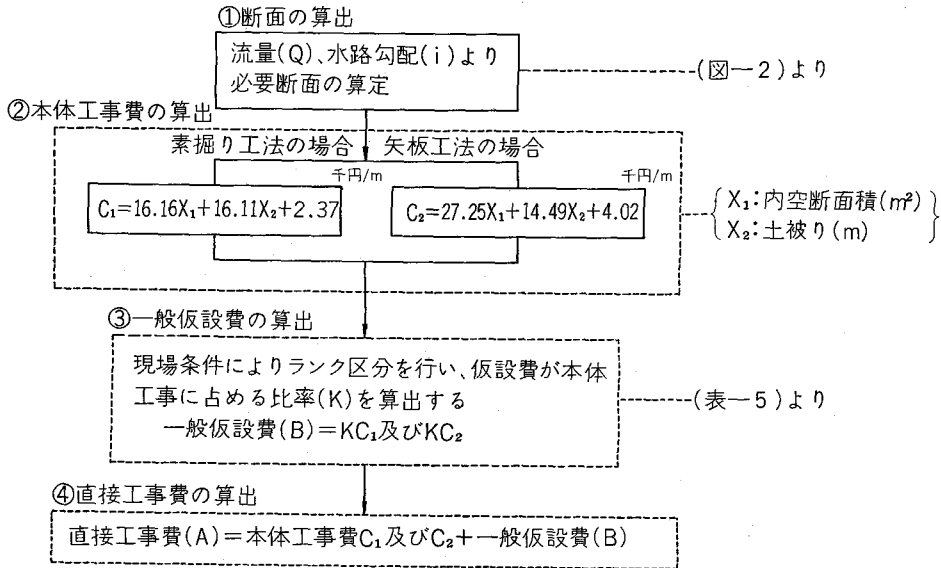 ①断面の算出
流量(Q)、水路勾配(i)より
必要断面の算定
(図−2)より
②本体工事費の算出
素掘り工法の場合
矢板工法の場合
千円/m
千円/m
C₁=16.16X₁+16.11X₂+2.37
C₂=27.25X₁+14.49X₂+4.02
X₁:内空断面積(m²)
X₂:土被り(m)
③一般仮設費の算出
現場条件によりランク区分を行い、仮設費が本体
工事に占める比率(K)を算出する
一般仮設費(B)=KC₁及びKC₂
(表−5)より
④直接工事費の算出
直接工事費(A)=本体工事費C₁及びC₂+一般仮設費(B)